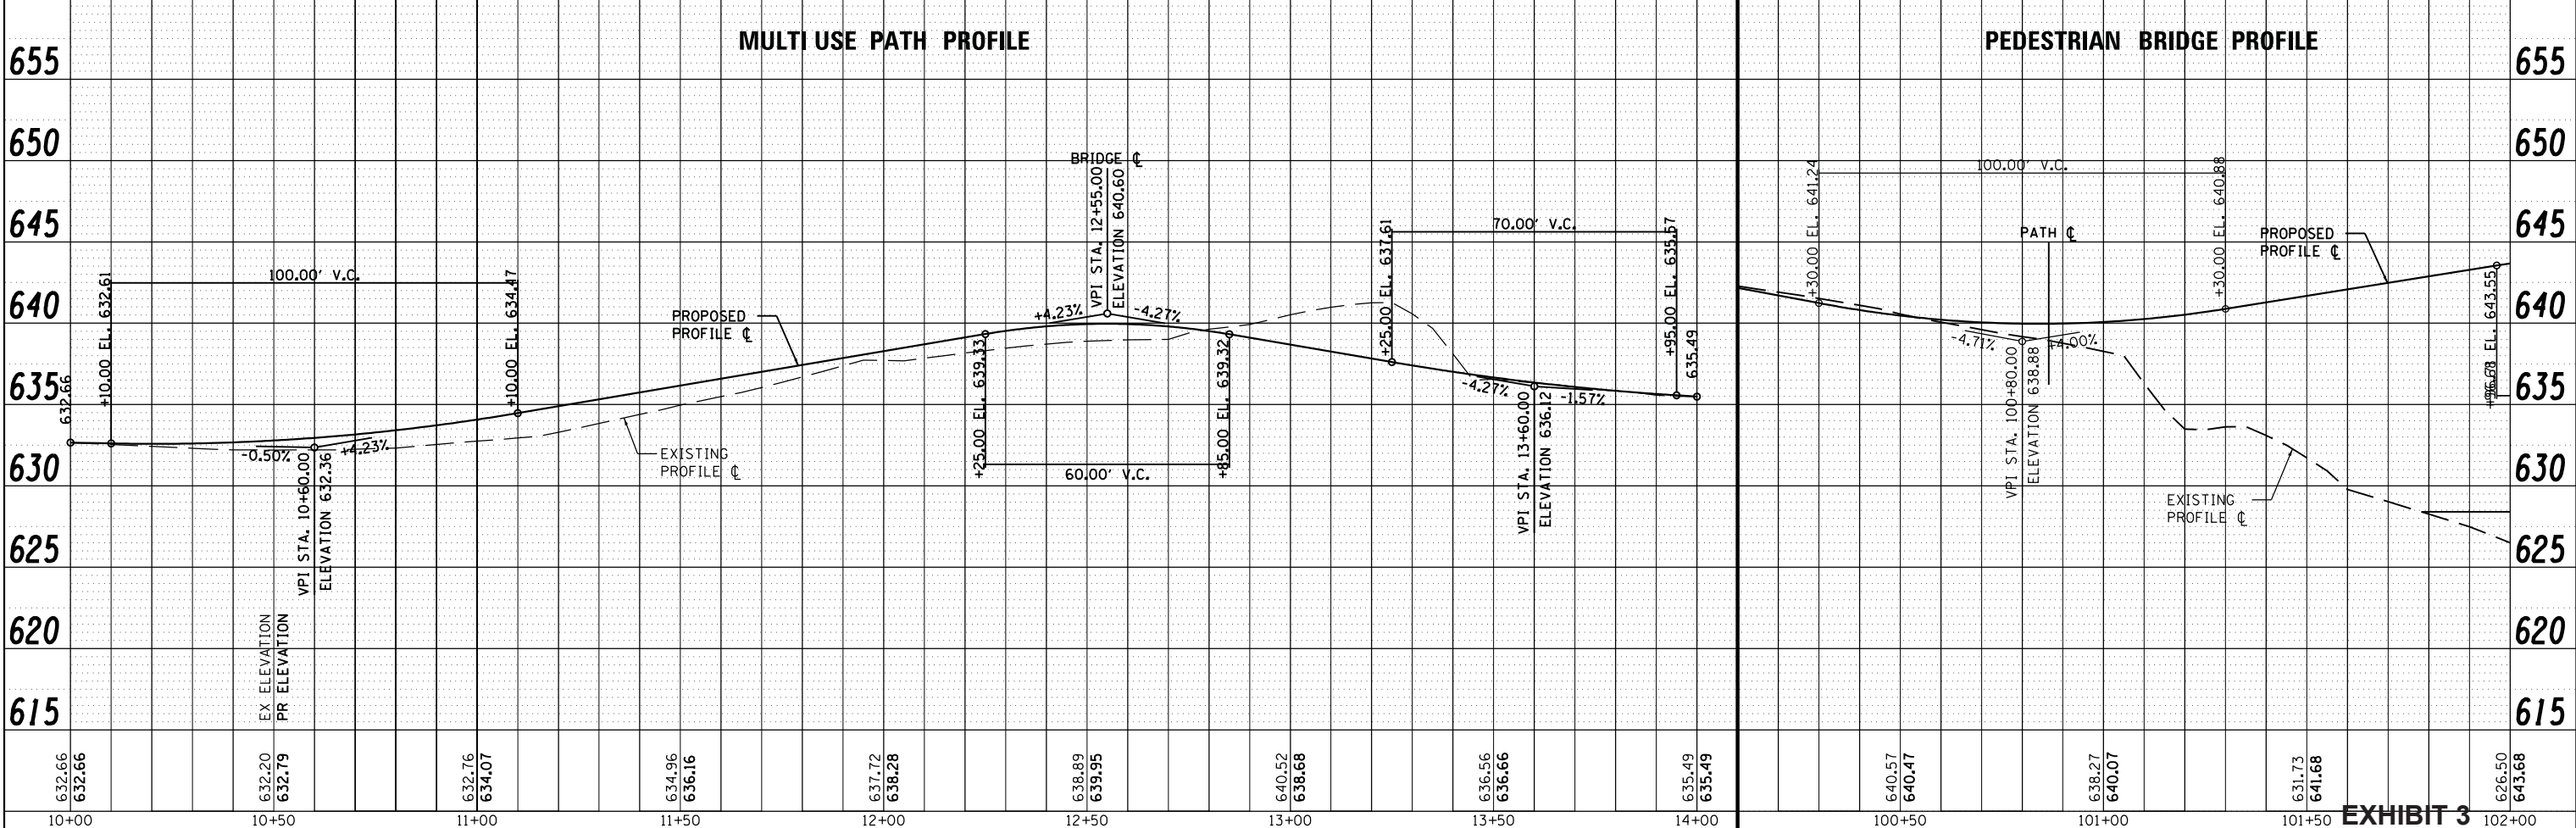 MULTI USE PATH PROFILE
PEDESTRIAN BRIDGE PROFILE
655
655
650
650
645
645
640
640
635
635
630
630
625
625
620
620
615
615
632.66
+10.00 EL. 632.61
100.00' V.C.
+10.00 EL. 634.47
-0.50%
+4.23%
VPI STA. 10+60.00
ELEVATION 632.36
EX ELEVATION
PR ELEVATION
PROPOSED
PROFILE ℄
EXISTING
PROFILE ℄
BRIDGE ℄
VPI STA. 12+55.00
ELEVATION 640.60
+4.23%
-4.27%
+25.00 EL. 639.33
60.00' V.C.
+85.00 EL. 639.32
+25.00 EL. 637.61
70.00' V.C.
+95.00 EL. 635.57
635.49
-4.27%
-1.57%
VPI STA. 13+60.00
ELEVATION 636.12
+30.00 EL. 641.24
100.00' V.C.
+30.00 EL. 640.88
PATH ℄
PROPOSED
PROFILE ℄
-4.71%
+4.00%
VPI STA. 100+80.00
ELEVATION 638.88
EL. 643.55
EXISTING
PROFILE ℄
632.66
632.66
632.20
632.79
632.76
634.07
634.96
636.16
637.72
638.28
638.89
639.95
640.52
638.68
636.56
636.66
635.49
635.49
640.57
640.47
638.27
640.07
631.73
641.68
626.50
643.68
10+00
10+50
11+00
11+50
12+00
12+50
13+00
13+50
14+00
100+50
101+00
101+50
EXHIBIT 3
102+00